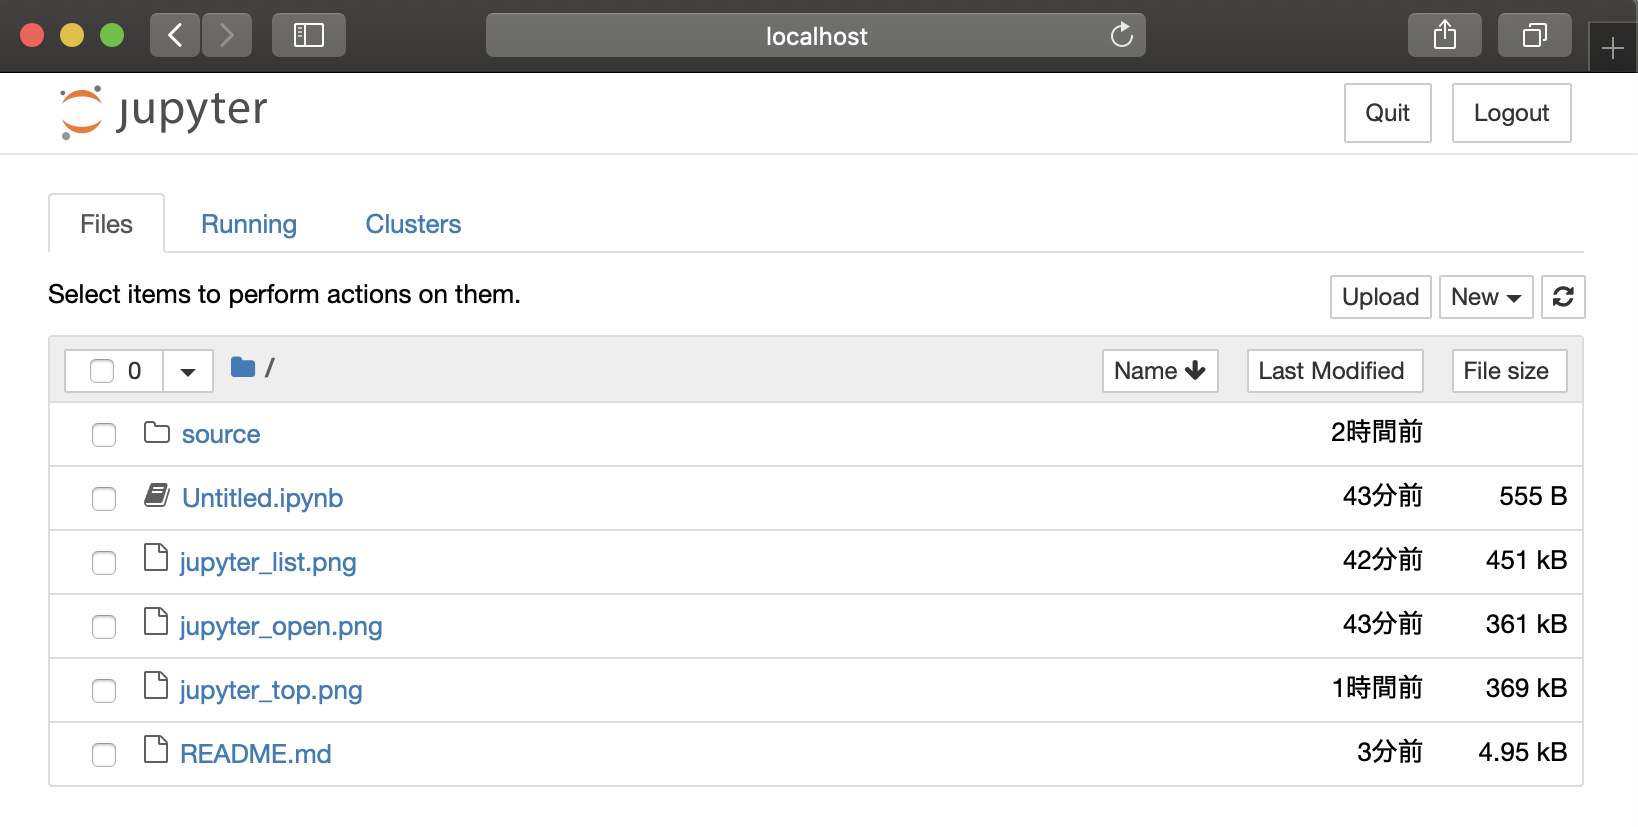 localhost
jupyter
Quit Logout
Files Running Clusters
Select items to perform actions on them.
Upload New
0 / Name Last Modified File size
source 2時間前
Untitled.ipynb 43分前 555 B
jupyter_list.png 42分前 451 kB
jupyter_open.png 43分前 361 kB
jupyter_top.png 1時間前 369 kB
README.md 3分前 4.95 kB